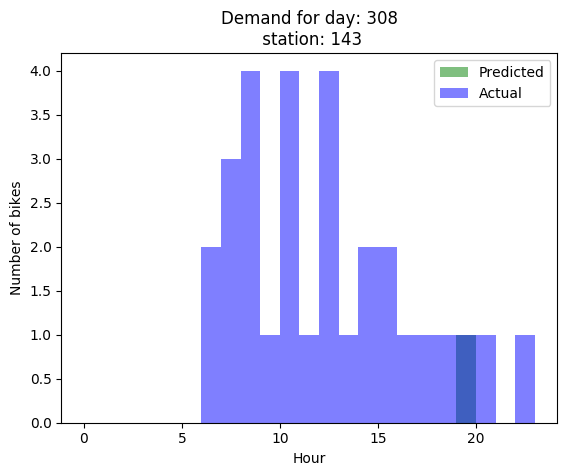 Demand for day: 308
station: 143
Predicted
Actual
Number of bikes
4.0
3.5
3.0
2.5
2.0
1.5
1.0
0.5
0.0
0 5 10 15 20
Hour